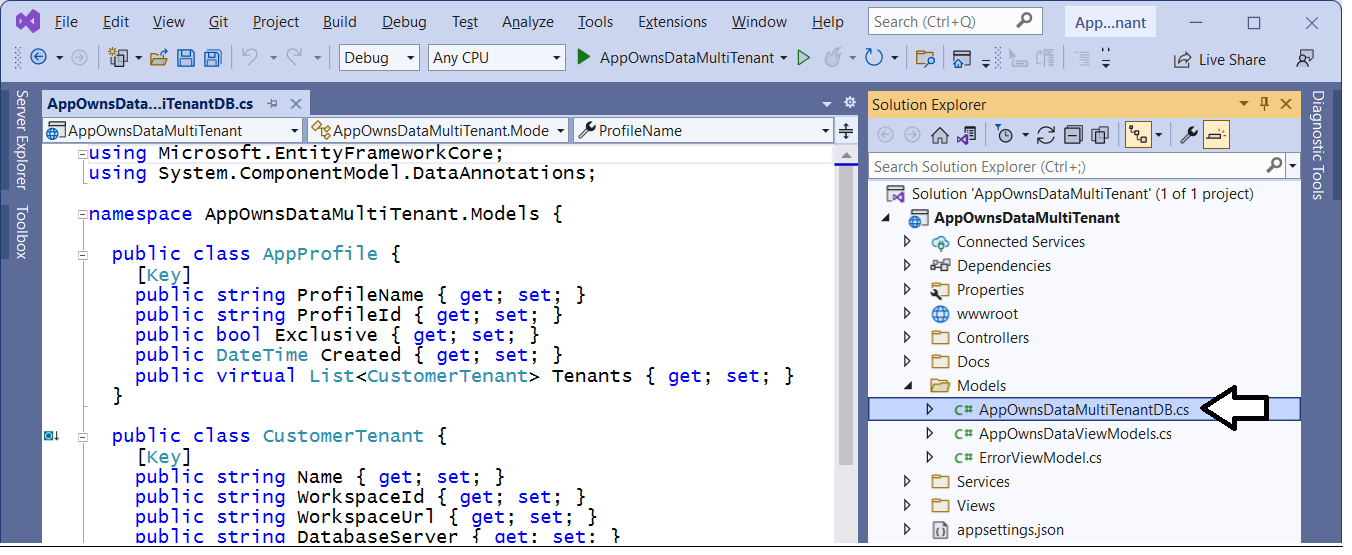 File Edit View Git Project Build Debug Test Analyze Tools Extensions Window Help Search (Ctrl+Q) App...nant
Debug Any CPU AppOwnsDataMultiTenant Live Share
Server Explorer
Toolbox
AppOwnsData...iTenantDB.cs
AppOwnsDataMultiTenant AppOwnsDataMultiTenant.Mode ProfileName
using Microsoft.EntityFrameworkCore;
using System.ComponentModel.DataAnnotations;
namespace AppOwnsDataMultiTenant.Models {
public class AppProfile {
[Key]
public string ProfileName { get; set; }
public string ProfileId { get; set; }
public bool Exclusive { get; set; }
public DateTime Created { get; set; }
public virtual List<CustomerTenant> Tenants { get; set; }
}
public class CustomerTenant {
[Key]
public string Name { get; set; }
public string WorkspaceId { get; set; }
public string WorkspaceUrl { get; set; }
public string DatabaseServer { get; set; }
Solution Explorer
Search Solution Explorer (Ctrl+;)
Solution 'AppOwnsDataMultiTenant' (1 of 1 project)
AppOwnsDataMultiTenant
Connected Services
Dependencies
Properties
wwwroot
Controllers
Docs
Models
C# AppOwnsDataMultiTenantDB.cs
C# AppOwnsDataViewModels.cs
C# ErrorViewModel.cs
Services
Views
appsettings.json
Diagnostic Tools